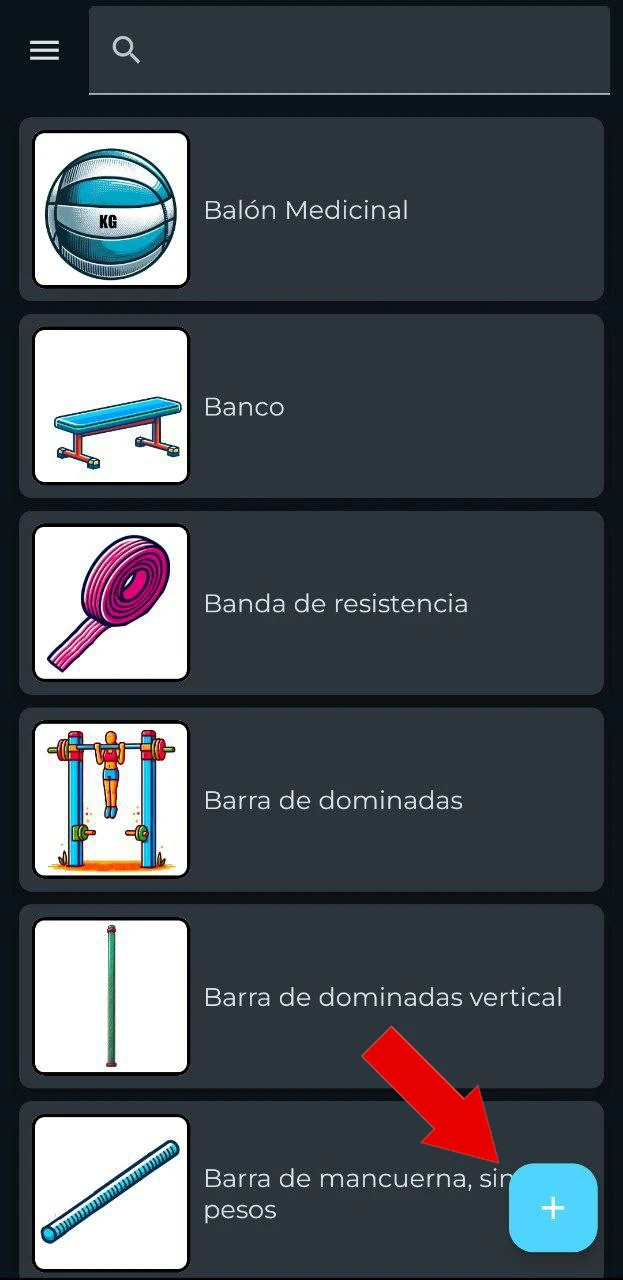 Balón Medicinal
KG
Banco
Banda de resistencia
Barra de dominadas
Barra de dominadas vertical
Barra de mancuerna, sin
pesos
+